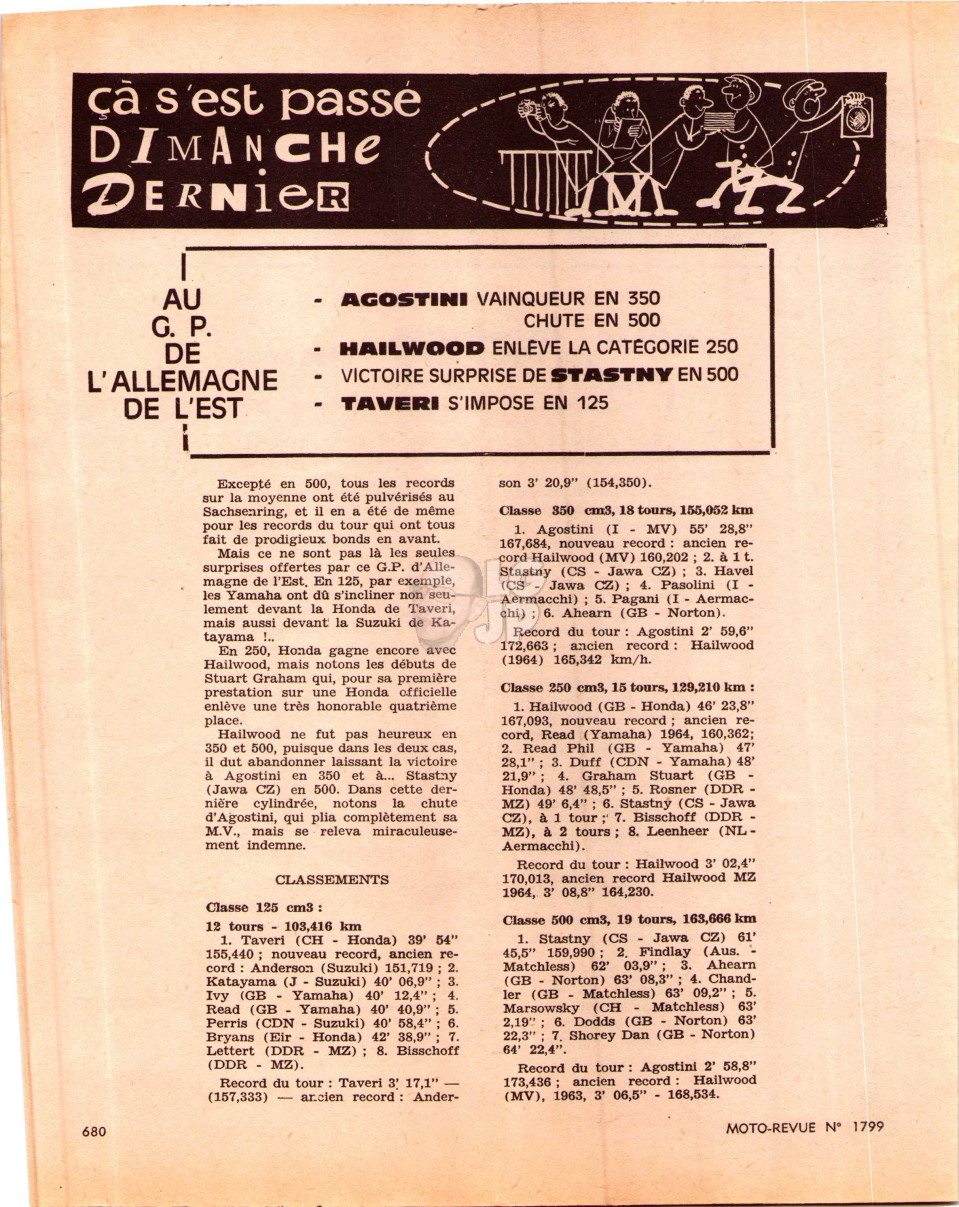 çà s'est passé
DIMANCHE
DERNIER
AU
G. P.
DE
L'ALLEMAGNE
DE L'EST
- AGOSTINI VAINQUEUR EN 350
CHUTE EN 500
- HAILWOOD ENLÈVE LA CATÉGORIE 250
- VICTOIRE SURPRISE DE STASTNY EN 500
- TAVERI S'IMPOSE EN 125
Excepté en 500, tous les records
sur la moyenne ont été pulvérisés au
Sachsenring, et il en a été de même
pour les records du tour qui ont tous
fait de prodigieux bonds en avant.
Mais ce ne sont pas là les seules
surprises offertes par ce G.P. d'Alle-
magne de l'Est. En 125, par exemple,
les Yamaha ont dû s'incliner non seu-
lement devant la Honda de Taveri,
mais aussi devant la Suzuki de Ka-
tayama !..
En 250, Honda gagne encore avec
Hailwood, mais notons les débuts de
Stuart Graham qui, pour sa première
prestation sur une Honda officielle
enlève une très honorable quatrième
place.
Hailwood ne fut pas heureux en
350 et 500, puisque dans les deux cas,
il dut abandonner laissant la victoire
à Agostini en 350 et à... Stastny
(Jawa CZ) en 500. Dans cette der-
nière cylindrée, notons la chute
d'Agostini, qui plia complètement sa
M.V., mais se releva miraculeuse-
ment indemne.
CLASSEMENTS
Classe 125 cm3 :
12 tours - 103,416 km
1. Taveri (CH - Honda) 39' 54"
155,440 ; nouveau record, ancien re-
cord : Anderson (Suzuki) 151,719 ; 2.
Katayama (J - Suzuki) 40' 06,9" ; 3.
Ivy (GB - Yamaha) 40' 12,4" ; 4.
Read (GB - Yamaha) 40' 40,9" ; 5.
Perris (CDN - Suzuki) 40' 58,4" ; 6.
Bryans (Eir - Honda) 42' 38,9" ; 7.
Lettert (DDR - MZ) ; 8. Bisschoff
(DDR - MZ).
Record du tour : Taveri 3' 17,1" —
(157,333) — ancien record : Ander-
son 3' 20,9" (154,350).
Classe 350 cm3, 18 tours, 155,052 km
1. Agostini (I - MV) 55' 28,8"
167,684, nouveau record : ancien re-
cord Hailwood (MV) 160,202 ; 2. à 1 t.
Stastny (CS - Jawa CZ) ; 3. Havel
(CS - Jawa CZ) ; 4. Pasolini (I -
Aermacchi) ; 5. Pagani (I - Aermac-
chi) ; 6. Ahearn (GB - Norton).
Record du tour : Agostini 2' 59,6"
172,663 ; ancien record : Hailwood
(1964) 165,342 km/h.
Classe 250 cm3, 15 tours, 129,210 km :
1. Hailwood (GB - Honda) 46' 23,8"
167,093, nouveau record ; ancien re-
cord, Read (Yamaha) 1964, 160,362;
2. Read Phil (GB - Yamaha) 47'
28,1" ; 3. Duff (CDN - Yamaha) 48'
21,9" ; 4. Graham Stuart (GB -
Honda) 48' 48,5" ; 5. Rosner (DDR -
MZ) 49' 6,4" ; 6. Stastny (CS - Jawa
CZ), à 1 tour ; 7. Bisschoff (DDR -
MZ), à 2 tours ; 8. Leenheer (NL -
Aermacchi).
Record du tour : Hailwood 3' 02,4"
170,013, ancien record Hailwood MZ
1964, 3' 08,8" 164,230.
Classe 500 cm3, 19 tours, 163,666 km
1. Stastny (CS - Jawa CZ) 61'
45,5" 159,990 ; 2. Findlay (Aus. -
Matchless) 62' 03,9" ; 3. Ahearn
(GB - Norton) 63' 08,3" ; 4. Chand-
ler (GB - Matchless) 63' 09,2" ; 5.
Marsowsky (CH - Matchless) 63'
2,19" ; 6. Dodds (GB - Norton) 63'
22,3" ; 7. Shorey Dan (GB - Norton)
64' 22,4".
Record du tour : Agostini 2' 58,8"
173,436 ; ancien record : Hailwood
(MV), 1963, 3' 06,5" - 168,534.
680
MOTO-REVUE N° 1799